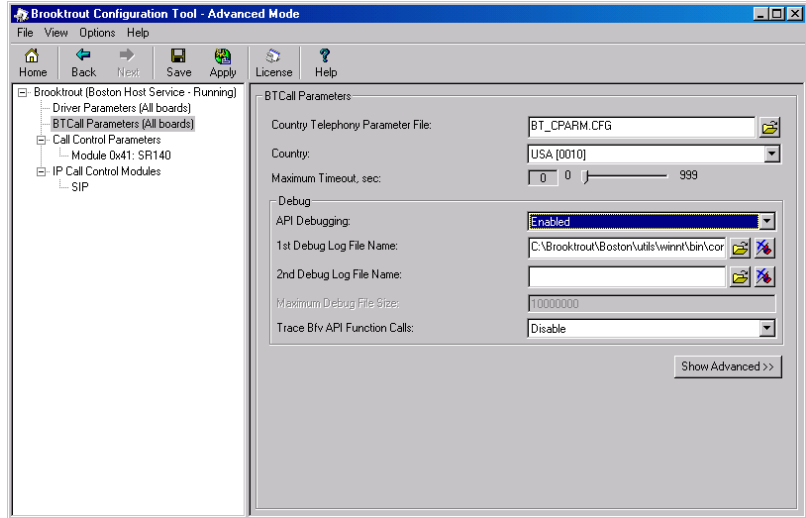 Brooktrout Configuration Tool - Advanced Mode
File View Options Help
Home Back Next Save Apply License Help
Brooktrout (Boston Host Service - Running)
Driver Parameters (All boards)
BTCall Parameters (All boards)
Call Control Parameters
Module 0x41: SR140
IP Call Control Modules
SIP
BTCall Parameters
Country Telephony Parameter File: BT_CPARM.CFG
Country: USA [0010]
Maximum Timeout, sec: 0 0 999
Debug
API Debugging: Enabled
1st Debug Log File Name: C:\Brooktrout\Boston\utils\winnt\bin\cor
2nd Debug Log File Name:
Maximum Debug File Size: 10000000
Trace Bfv API Function Calls: Disable
Show Advanced >>